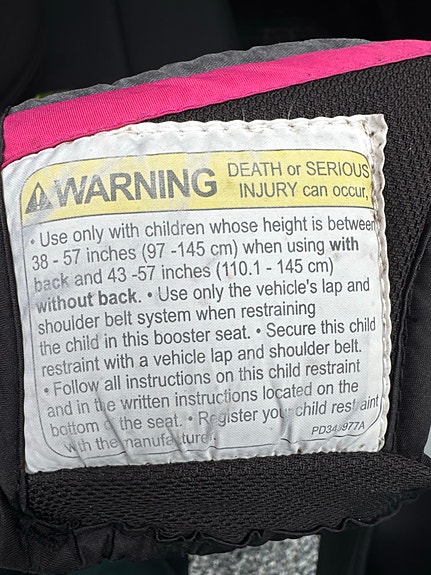 WARNING DEATH or SERIOUS
INJURY can occur.
• Use only with children whose height is between
38 - 57 inches (97 -145 cm) when using with
back and 43 -57 inches (110.1 - 145 cm)
without back. • Use only the vehicle's lap and
shoulder belt system when restraining
the child in this booster seat. • Secure this child
restraint with a vehicle lap and shoulder belt.
• Follow all instructions on this child restraint
and in the written instructions located on the
bottom of the seat. • Register your child restraint
with the manufacturer.